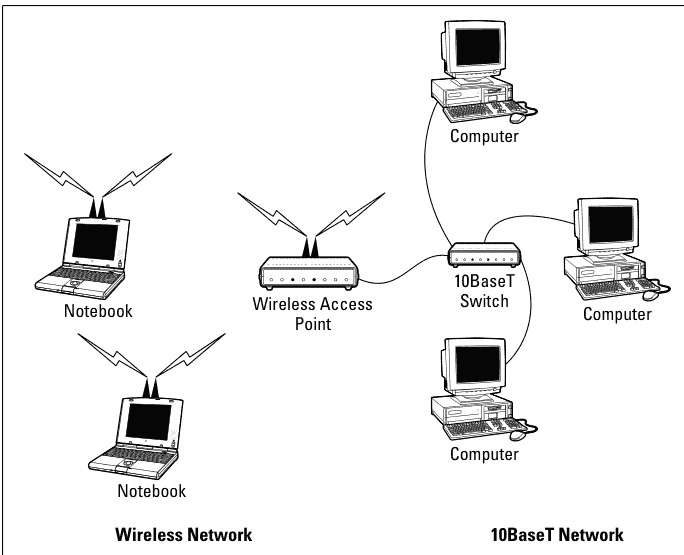 Computer
Notebook
Wireless Access
Point
10BaseT
Switch
Computer
Notebook
Computer
Wireless Network
10BaseT Network